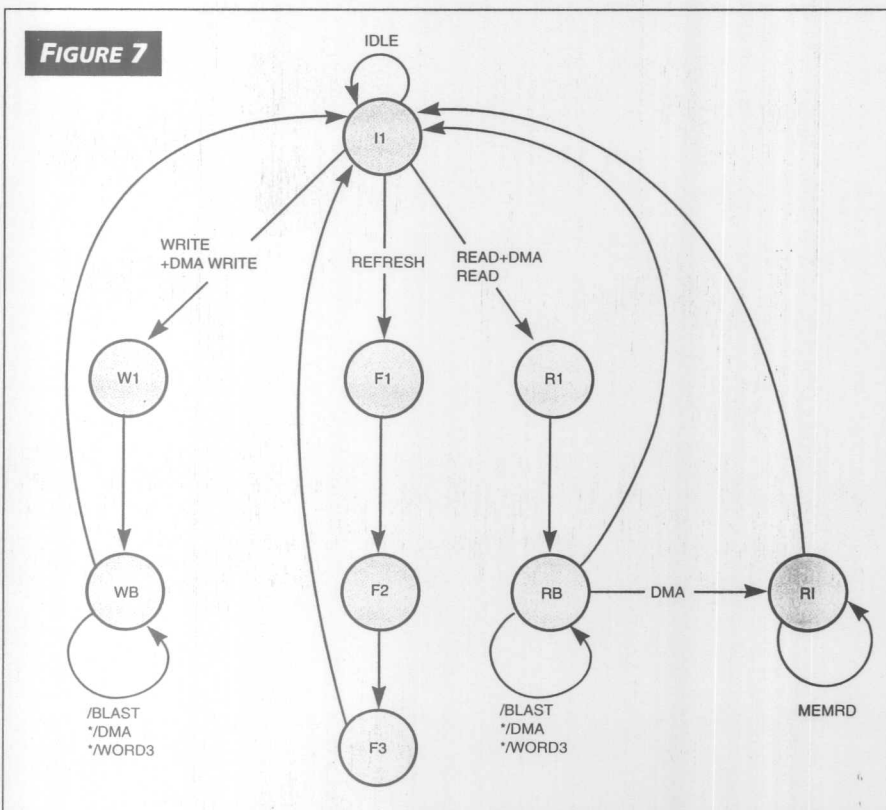 FIGURE 7
IDLE
I1
WRITE
+DMA WRITE
REFRESH
READ+DMA
READ
W1
F1
R1
WB
F2
RB
DMA
RI
/BLAST
*/DMA
*/WORD3
F3
/BLAST
*/DMA
*/WORD3
MEMRD